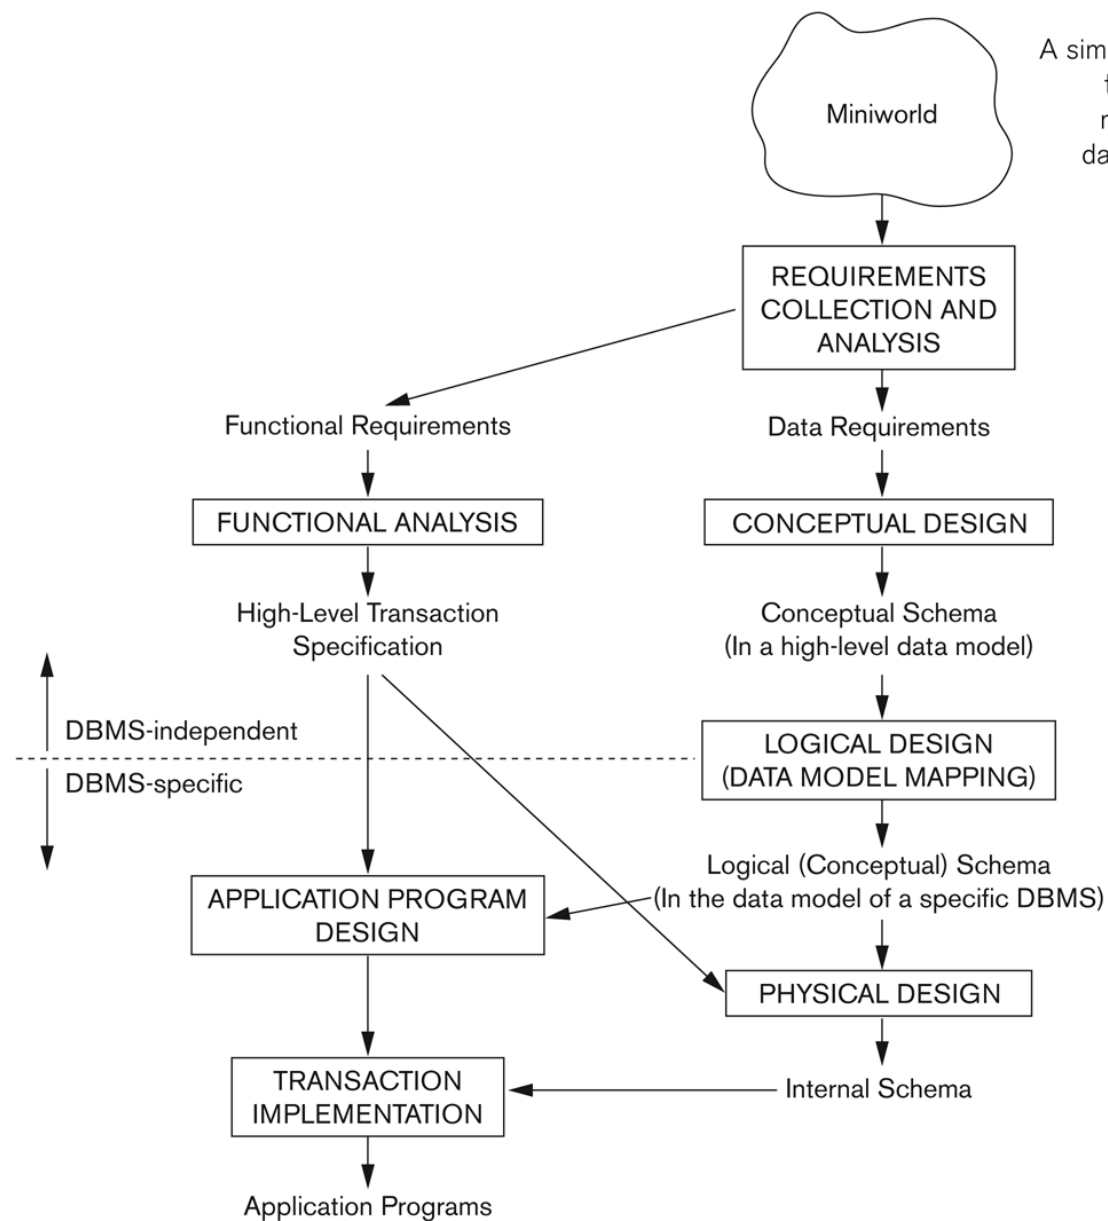 A sim
t
r
da
Miniworld
REQUIREMENTS
COLLECTION AND
ANALYSIS
Functional Requirements
Data Requirements
FUNCTIONAL ANALYSIS
CONCEPTUAL DESIGN
High-Level Transaction
Specification
Conceptual Schema
(In a high-level data model)
DBMS-independent
DBMS-specific
LOGICAL DESIGN
(DATA MODEL MAPPING)
Logical (Conceptual) Schema
(In the data model of a specific DBMS)
APPLICATION PROGRAM
DESIGN
PHYSICAL DESIGN
TRANSACTION
IMPLEMENTATION
Internal Schema
Application Programs